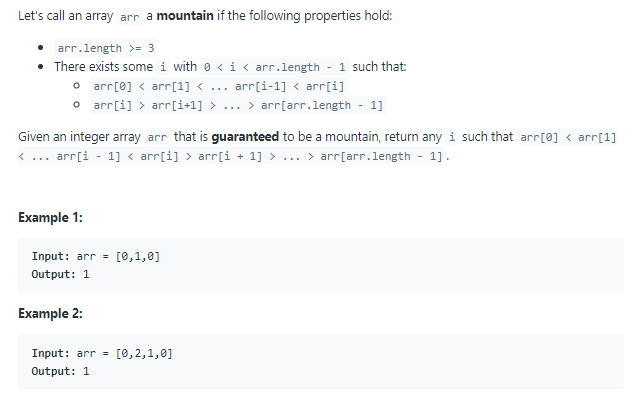 Let's call an array arr a mountain if the following properties hold:
• arr.length >= 3
• There exists some i with 0 < i < arr.length - 1 such that:
○ arr[0] < arr[1] < ... arr[i-1] < arr[i]
○ arr[i] > arr[i+1] > ... > arr[arr.length - 1]
Given an integer array arr that is guaranteed to be a mountain, return any i such that arr[0] < arr[1]
< ... arr[i - 1] < arr[i] > arr[i + 1] > ... > arr[arr.length - 1].
Example 1:
Input: arr = [0,1,0]
Output: 1
Example 2:
Input: arr = [0,2,1,0]
Output: 1